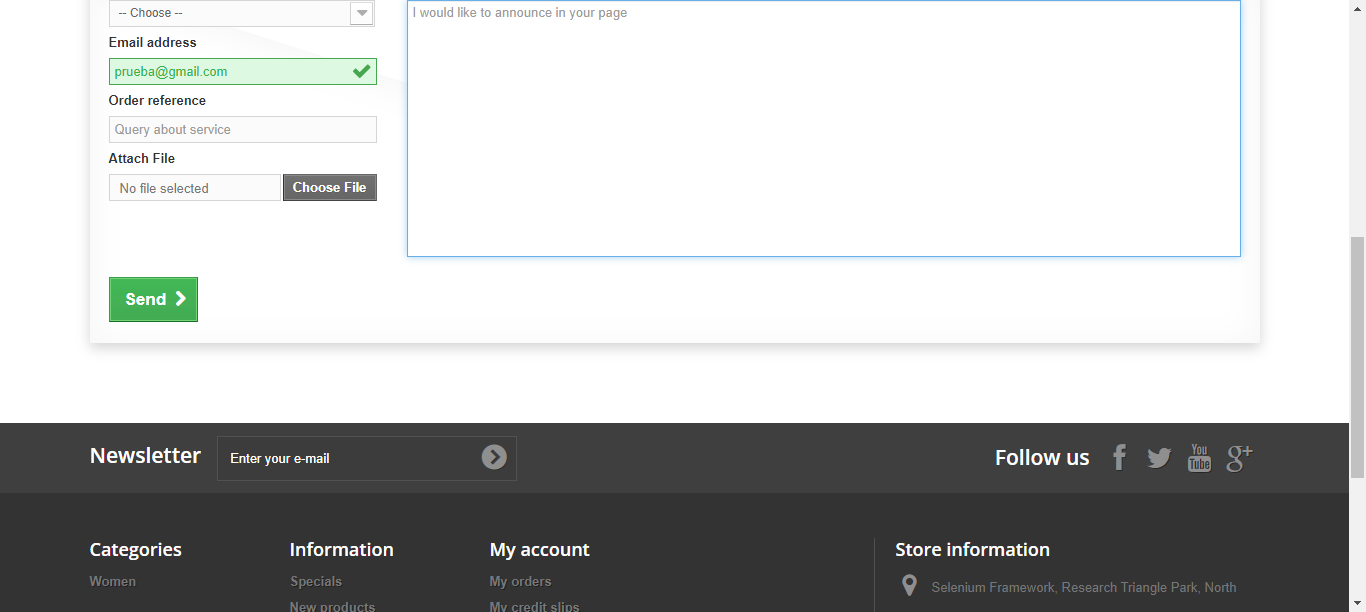 -- Choose --
I would like to announce in your page
Email address
prueba@gmail.com
Order reference
Query about service
Attach File
No file selected
Choose File
Send
Newsletter
Enter your e-mail
Follow us
You
Tube
g+
Categories
Information
My account
Store information
Women
Specials
My orders
Selenium Framework, Research Triangle Park, North
New products
My credit slips